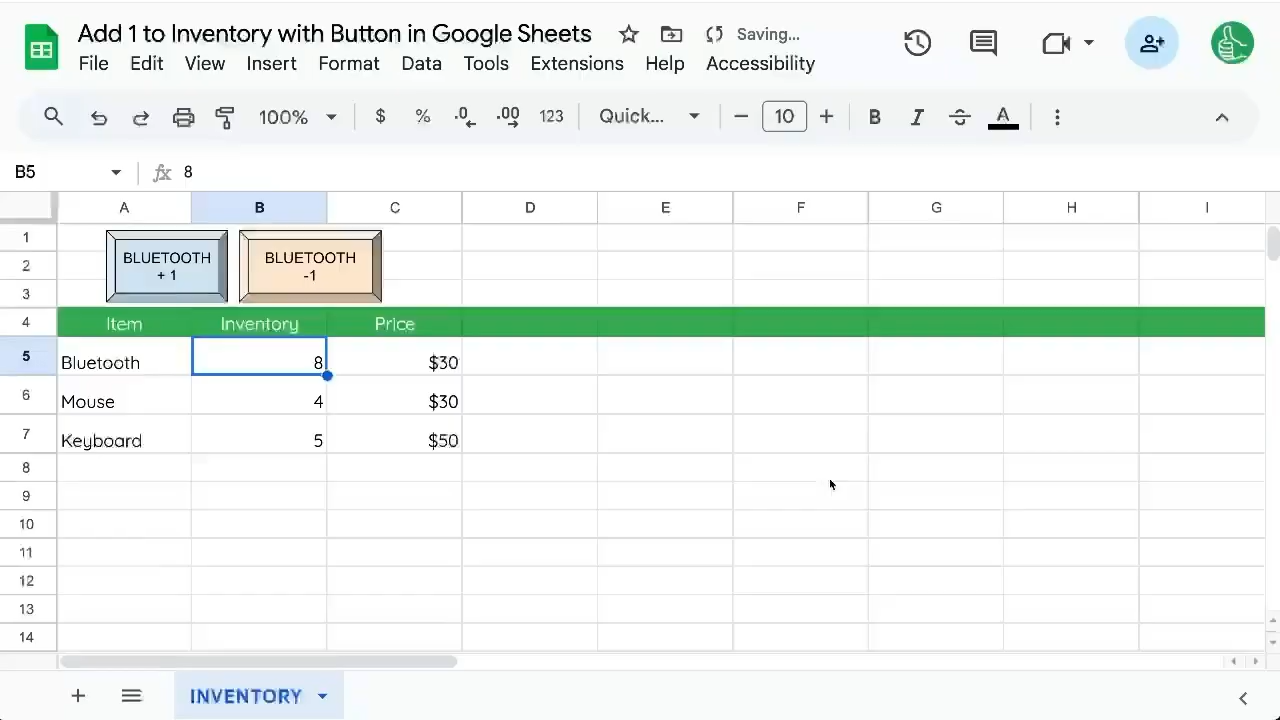 Add 1 to Inventory with Button in Google Sheets Saving...
File Edit View Insert Format Data Tools Extensions Help Accessibility
100% $ % .0 .00 123 Quick... 10 B I S A
B5 fx 8
A B C D E F G H I
1
BLUETOOTH
+ 1
BLUETOOTH
-1
2
3
4 Item Inventory Price
5 Bluetooth 8 $30
6 Mouse 4 $30
7 Keyboard 5 $50
8
9
10
11
12
13
14
INVENTORY